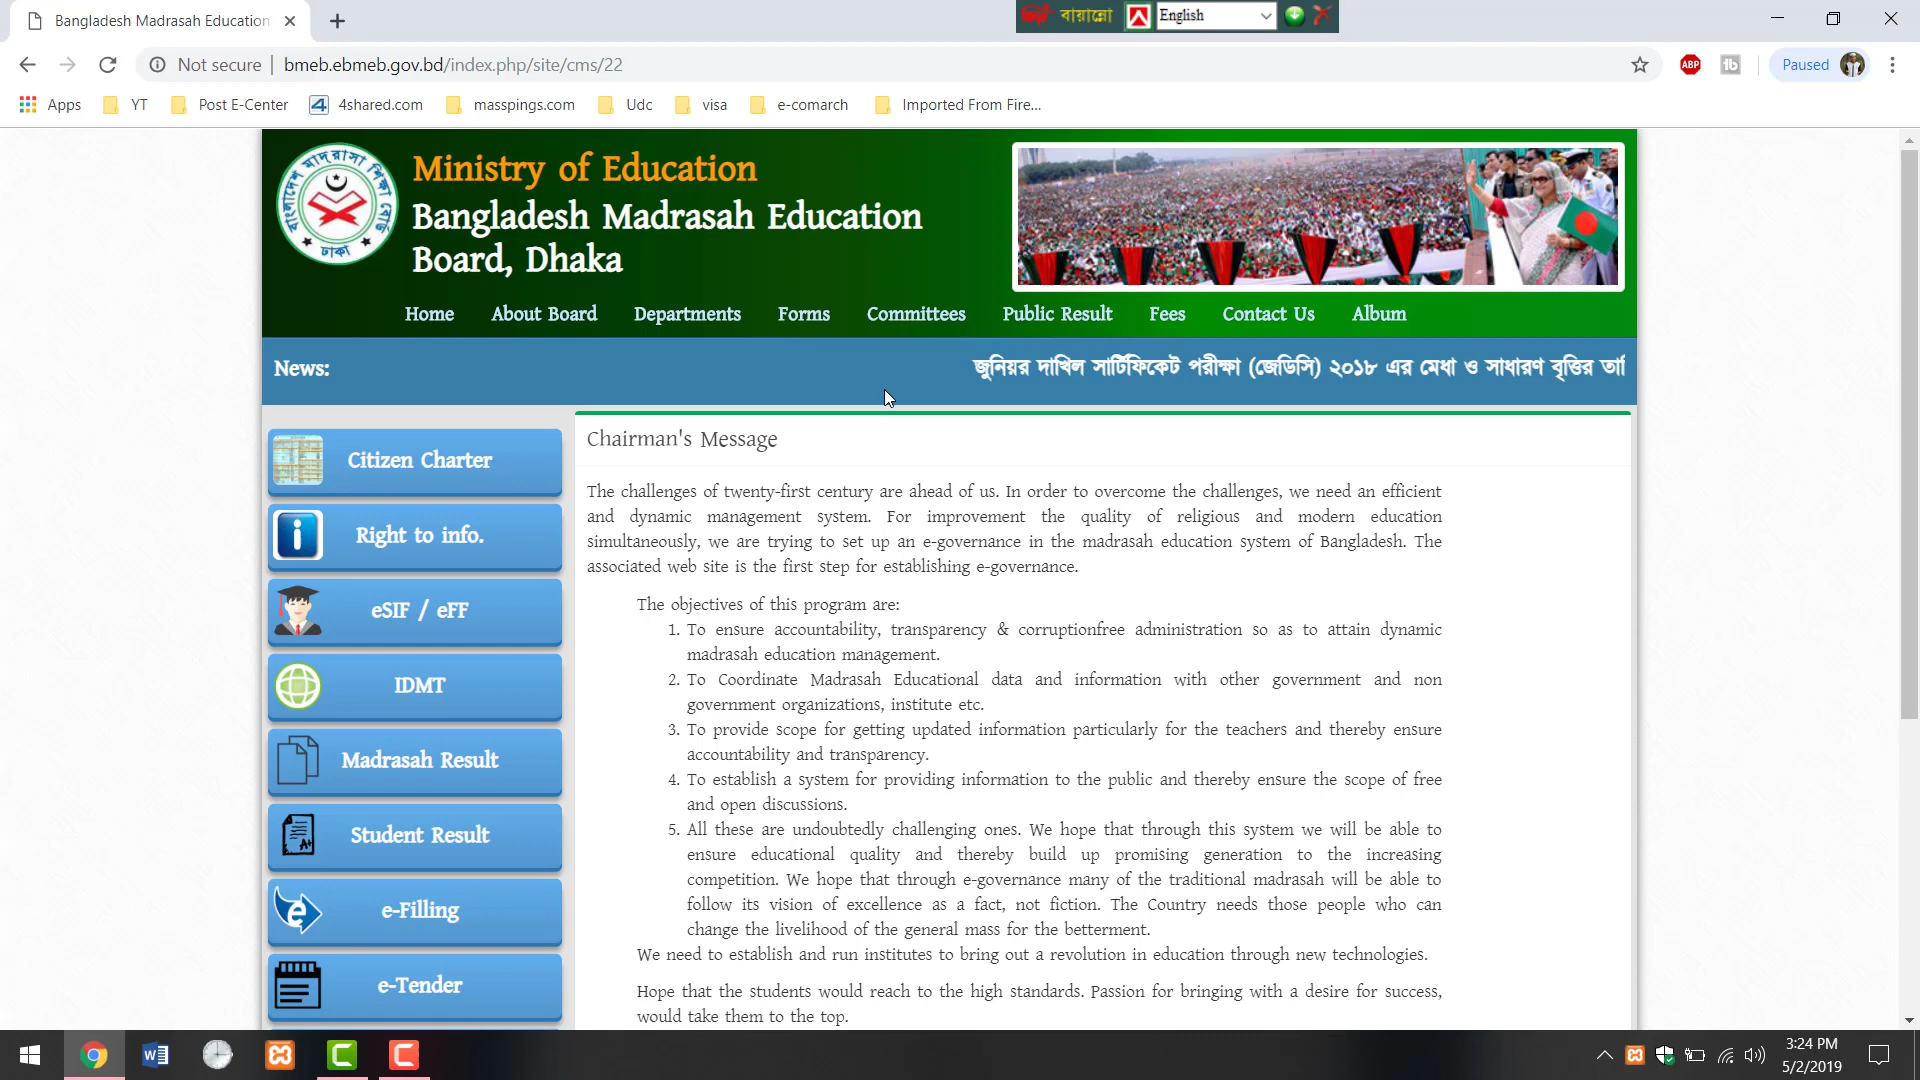 Bangladesh Madrasah Education
বায়ান্নো
English
Not secure
bmeb.ebmeb.gov.bd/index.php/site/cms/22
ABP
Paused
Apps
YT
Post E-Center
4shared.com
masspings.com
Udc
visa
e-comarch
Imported From Fire...
বাংলাদেশ মাদরাসা শিক্ষা বোর্ড
ঢাকা
Ministry of Education
Bangladesh Madrasah Education
Board, Dhaka
Home
About Board
Departments
Forms
Committees
Public Result
Fees
Contact Us
Album
News:
জুনিয়র দাখিল সার্টিফিকেট পরীক্ষা (জেডিসি) ২০১৮ এর মেধা ও সাধারণ বৃত্তির তা
Citizen Charter
Right to info.
eSIF / eFF
IDMT
Madrasah Result
Student Result
e-Filling
e-Tender
Chairman's Message
The challenges of twenty-first century are ahead of us. In order to overcome the challenges, we need an efficient
and dynamic management system. For improvement the quality of religious and modern education
simultaneously, we are trying to set up an e-governance in the madrasah education system of Bangladesh. The
associated web site is the first step for establishing e-governance.
The objectives of this program are:
1. To ensure accountability, transparency & corruptionfree administration so as to attain dynamic
madrasah education management.
2. To Coordinate Madrasah Educational data and information with other government and non
government organizations, institute etc.
3. To provide scope for getting updated information particularly for the teachers and thereby ensure
accountability and transparency.
4. To establish a system for providing information to the public and thereby ensure the scope of free
and open discussions.
5. All these are undoubtedly challenging ones. We hope that through this system we will be able to
ensure educational quality and thereby build up promising generation to the increasing
competition. We hope that through e-governance many of the traditional madrasah will be able to
follow its vision of excellence as a fact, not fiction. The Country needs those people who can
change the livelihood of the general mass for the betterment.
We need to establish and run institutes to bring out a revolution in education through new technologies.
Hope that the students would reach to the high standards. Passion for bringing with a desire for success,
would take them to the top.
3:24 PM
5/2/2019